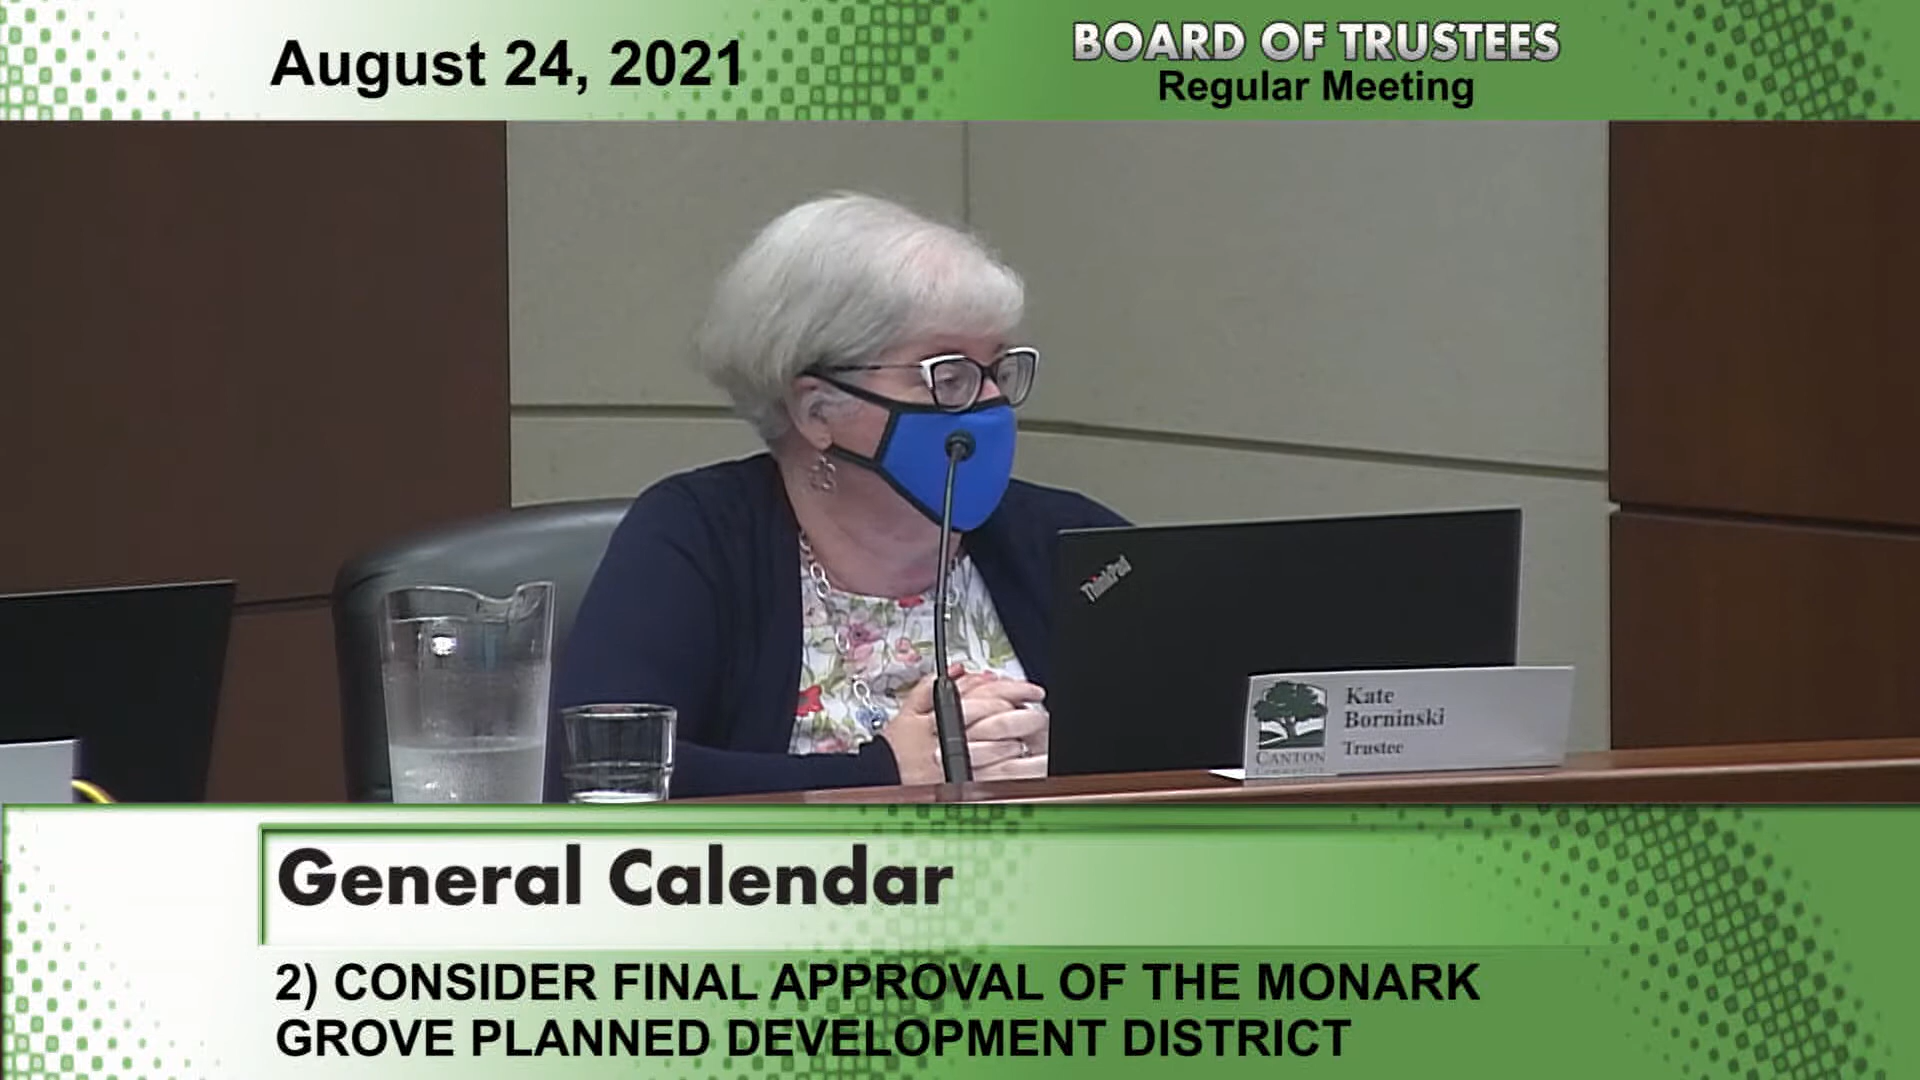 August 24, 2021
BOARD OF TRUSTEES
Regular Meeting
ThinkPad
Kate
Borninski
Trustee
CANTON
General Calendar
2) CONSIDER FINAL APPROVAL OF THE MONARK
GROVE PLANNED DEVELOPMENT DISTRICT